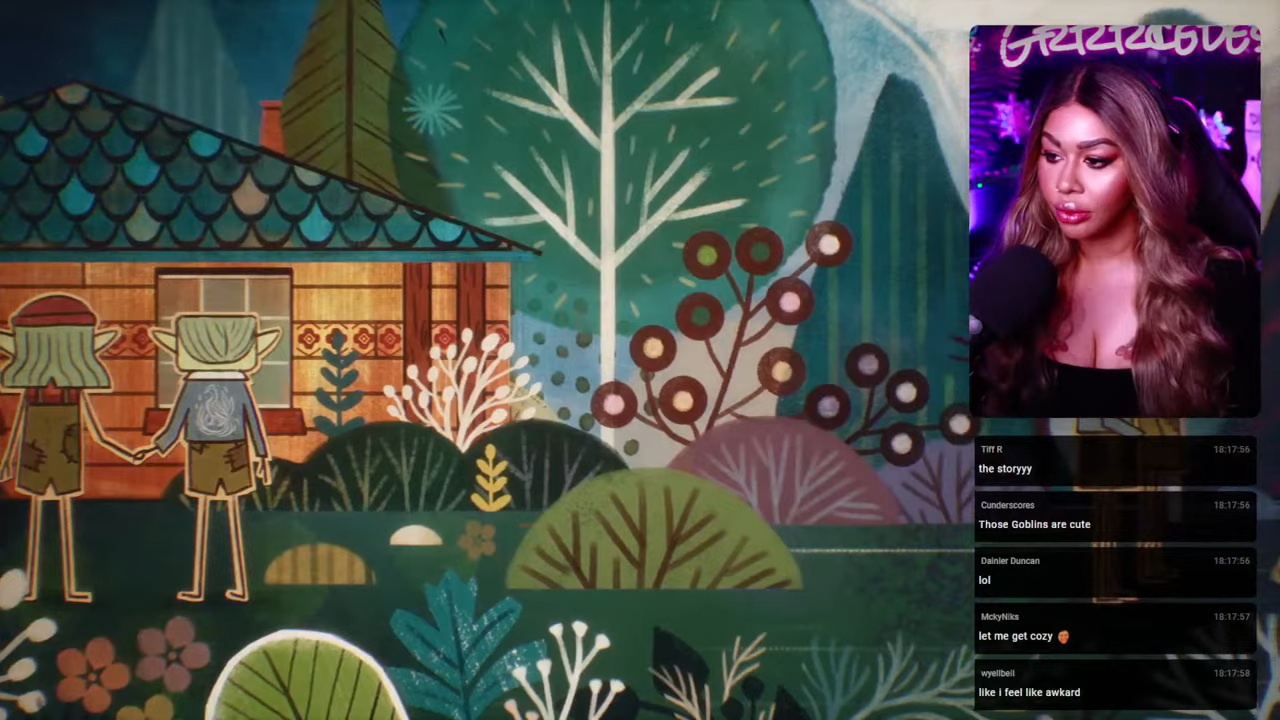 GRRRCEDES
Tiff R 18:17:56
the storyyy
Cunderscores 18:17:56
Those Goblins are cute
Dainier Duncan 18:17:56
lol
MckyNiks 18:17:57
let me get cozy
wyellbell 18:17:58
like i feel like awkard